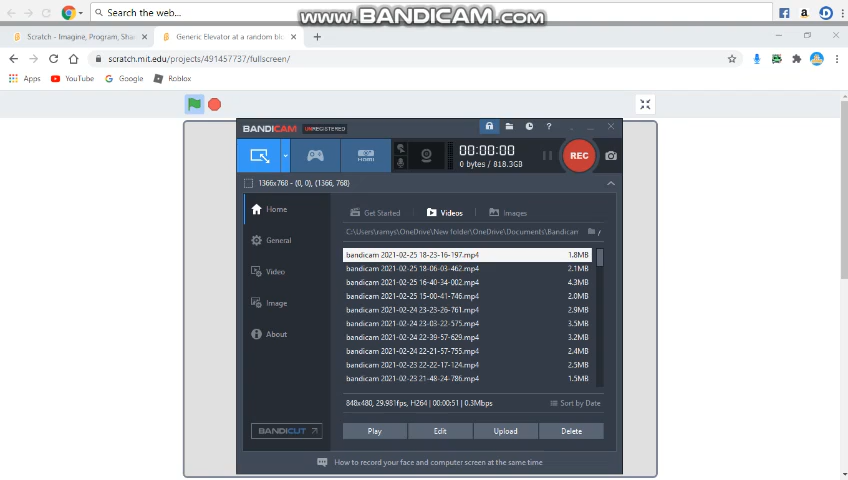 Search the web...
www.BANDICAM.com
Scratch - Imagine, Program, Shar
Generic Elevator at a random bl
scratch.mit.edu/projects/491457737/fullscreen/
Apps
YouTube
Google
Roblox
BANDICAM
UNREGISTERED
HDMI
00:00:00
0 bytes / 818.3GB
REC
1366x768 - (0, 0), (1366, 768)
Home
General
Video
Image
About
Get Started
Videos
Images
C:\Users\ramys\OneDrive\New folder\OneDrive\Documents\Bandicam
bandicam 2021-02-25 18-23-16-197.mp4 1.8MB
bandicam 2021-02-25 18-06-03-462.mp4 2.1MB
bandicam 2021-02-25 16-40-34-002.mp4 4.3MB
bandicam 2021-02-25 15-00-41-746.mp4 2.0MB
bandicam 2021-02-24 23-23-26-761.mp4 2.9MB
bandicam 2021-02-24 23-03-22-575.mp4 3.5MB
bandicam 2021-02-24 22-39-57-629.mp4 3.2MB
bandicam 2021-02-24 22-21-57-755.mp4 2.4MB
bandicam 2021-02-23 22-22-17-124.mp4 2.5MB
bandicam 2021-02-23 21-48-24-786.mp4 1.5MB
848x480, 29.981fps, H264 | 00:00:51 | 0.3Mbps
Sort by Date
BANDICUT
Play
Edit
Upload
Delete
How to record your face and computer screen at the same time